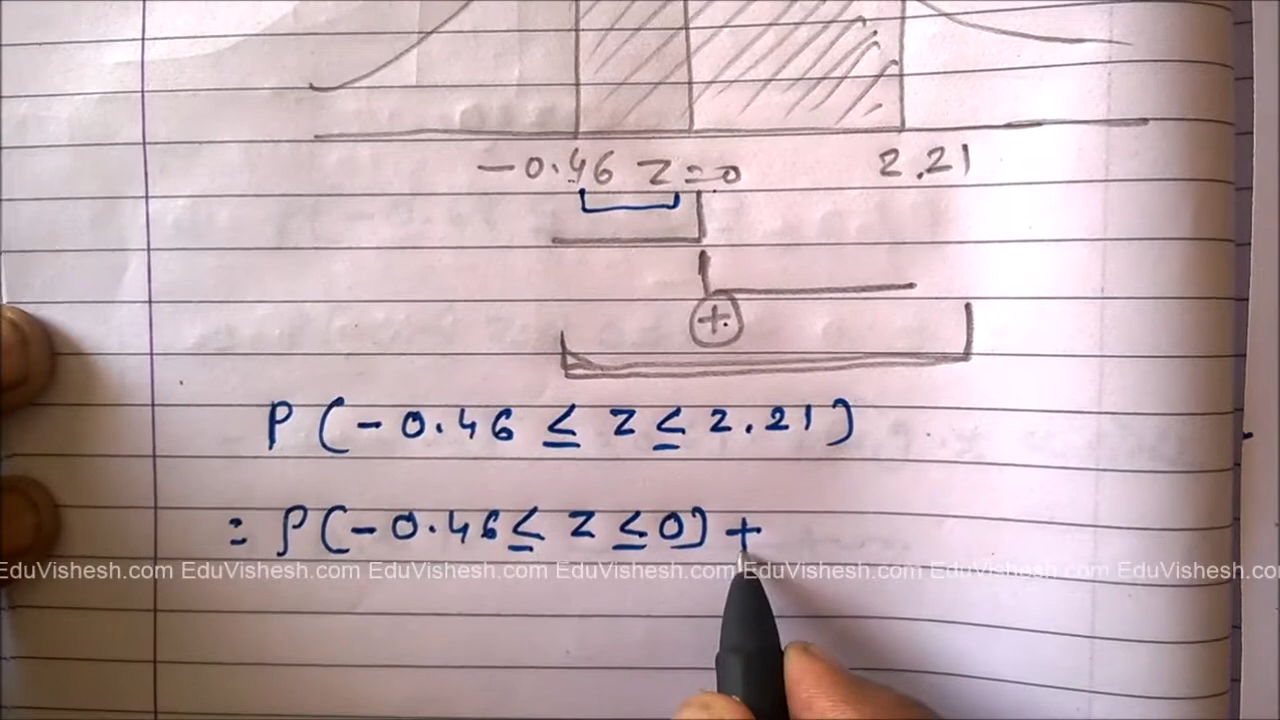 -0.46 Z=0 2.21
+
P(-0.46 ≤ Z ≤ 2.21)
= P(-0.46 ≤ Z ≤ 0) +
EduVishesh.com EduVishesh.com EduVishesh.com EduVishesh.com EduVishesh.com EduVishesh.com EduVishesh.co